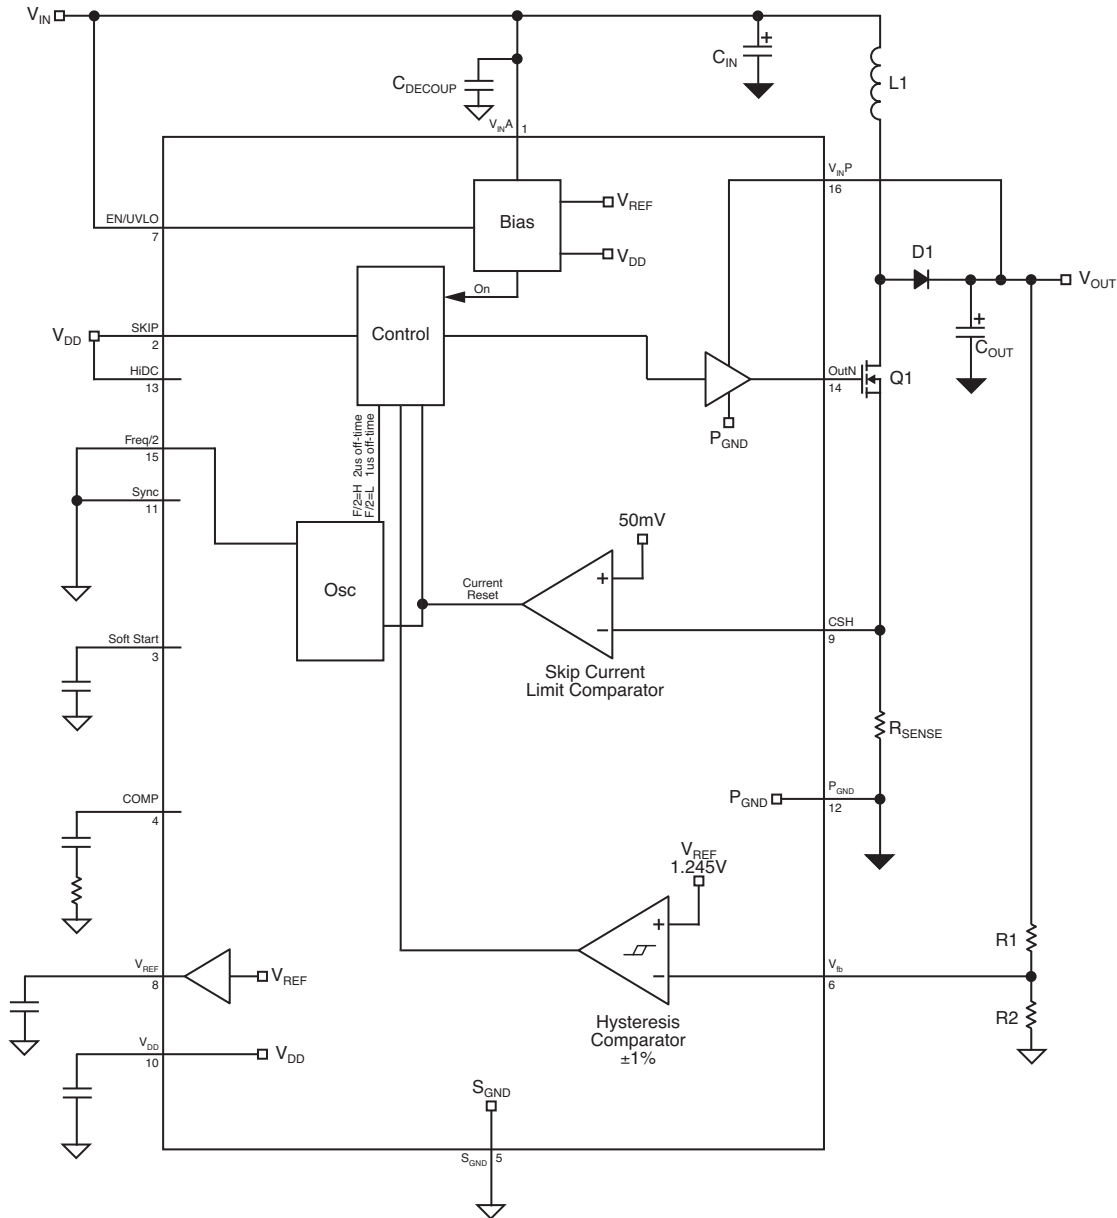 VIN
CIN
+
L1
CDECOUP
VINA
1
VINP
16
EN/UVLO
7
Bias
VREF
VDD
D1
VOUT
On
+
COUT
VDD
SKIP
2
Control
HiDC
13
OutN
14
Q1
PGND
Freq/2
15
F/2=H 2us off-time
F/2=L 1us off-time
Sync
11
50mV
Osc
Current
Reset
+
−
CSH
9
Soft Start
3
Skip Current
Limit Comparator
RSENSE
COMP
4
PGND
PGND
12
VREF
1.245V
+
−
R1
VREF
8
VREF
Vfb
6
Hysteresis
Comparator
±1%
R2
VDD
10
VDD
SGND
SGND
5